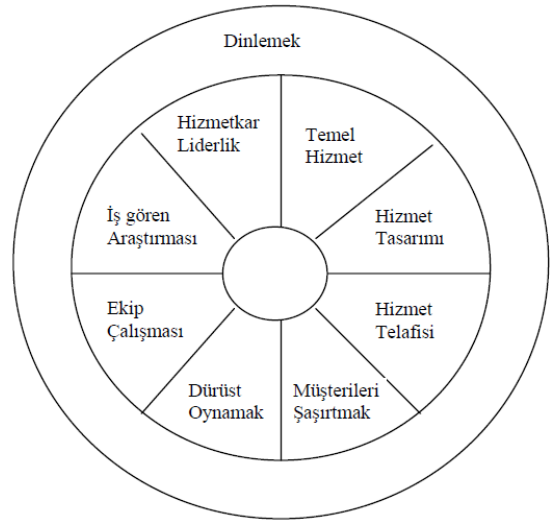 Dinlemek
Hizmetkar
Liderlik
Temel
Hizmet
İş gören
Araştırması
Hizmet
Tasarımı
Ekip
Çalışması
Hizmet
Telafisi
Dürüst
Oynamak
Müşterileri
Şaşırtmak